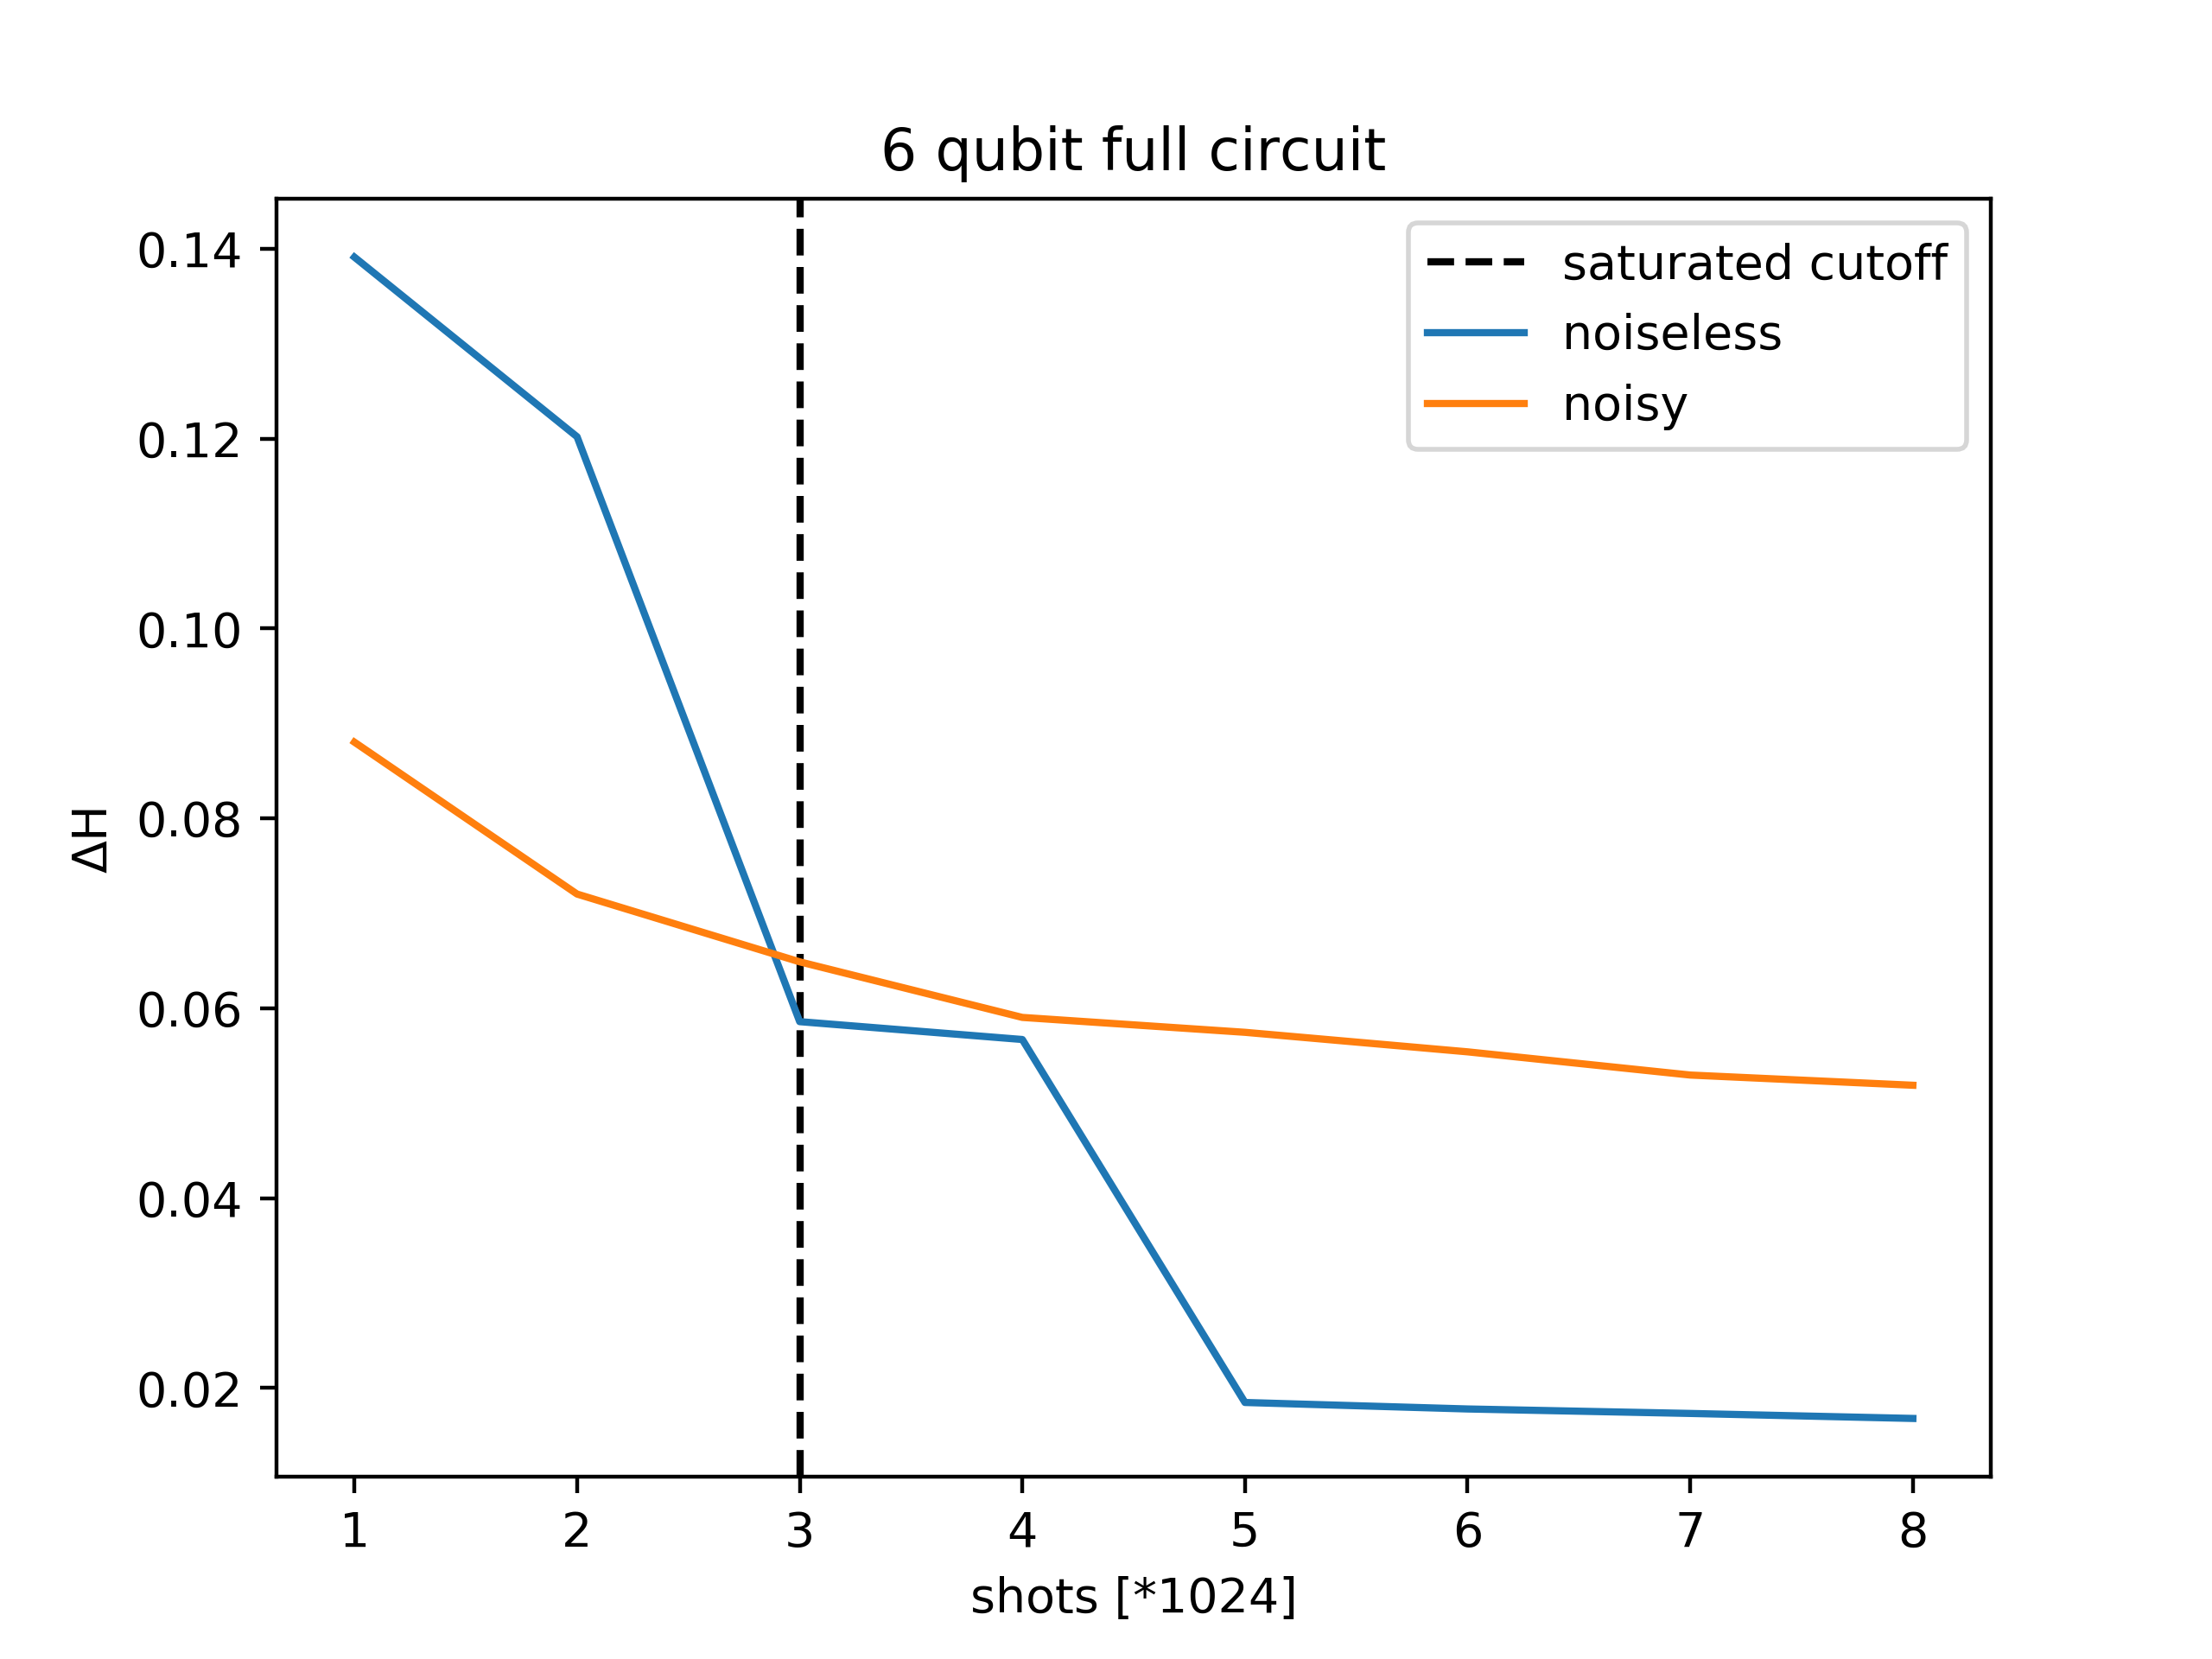 6 qubit full circuit
saturated cutoff
noiseless
noisy
ΔH
0.14
0.12
0.10
0.08
0.06
0.04
0.02
1 2 3 4 5 6 7 8
shots [*1024]